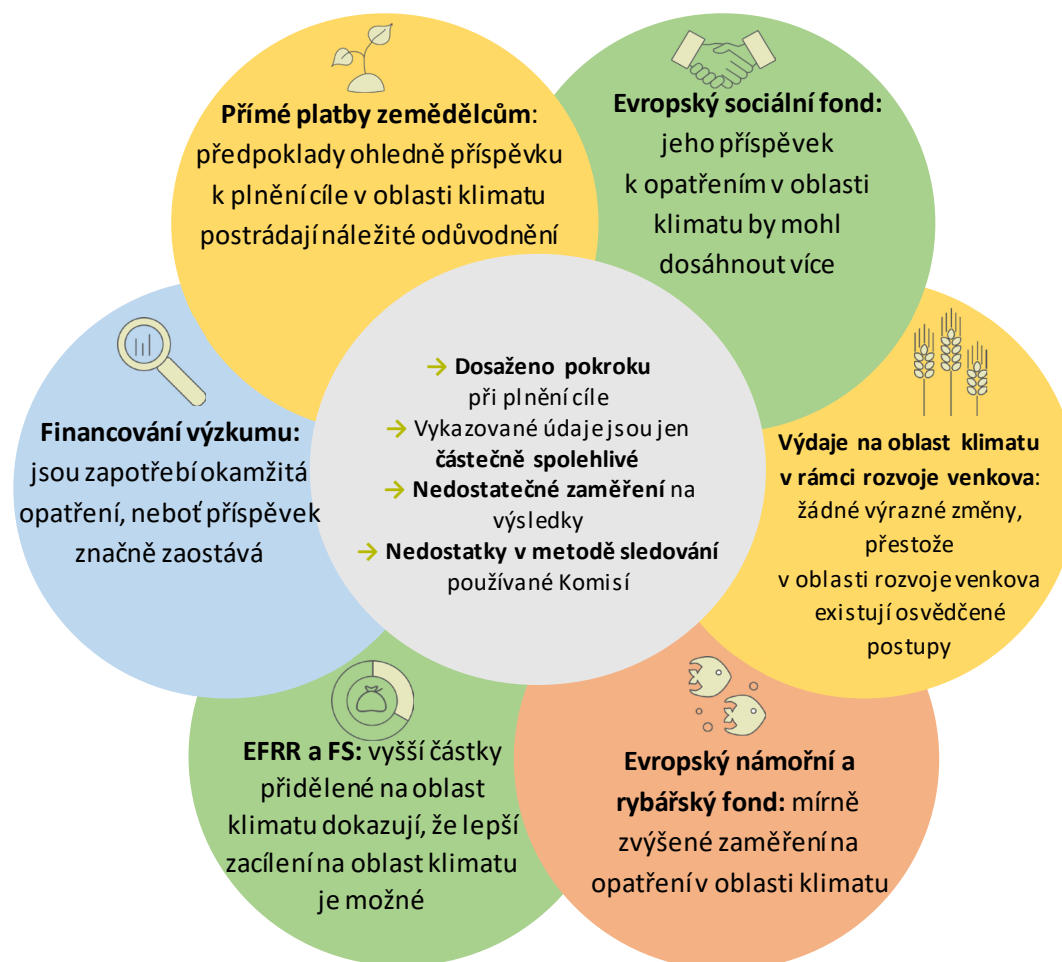 Přímé platby zemědělcům:
předpoklady ohledně příspěvku
k plnění cíle v oblasti klimatu
postrádají náležité odůvodnění
Evropský sociální fond:
jeho příspěvek
k opatřením v oblasti
klimatu by mohl
dosáhnout více
Financování výzkumu:
jsou zapotřebí okamžitá
opatření, neboť příspěvek
značně zaostává
→ Dosaženo pokroku
při plnění cíle
→ Vykazované údaje jsou jen
částečně spolehlivé
→ Nedostatečné zaměření na
výsledky
→ Nedostatky v metodě sledování
používané Komisí
Výdaje na oblast klimatu
v rámci rozvoje venkova:
žádné výrazné změny,
přestože
v oblasti rozvoje venkova
existují osvědčené
postupy
EFRR a FS: vyšší částky
přidělené na oblast
klimatu dokazují, že lepší
zacílení na oblast klimatu
je možné
Evropský námořní a
rybářský fond: mírně
zvýšené zaměření na
opatření v oblasti klimatu